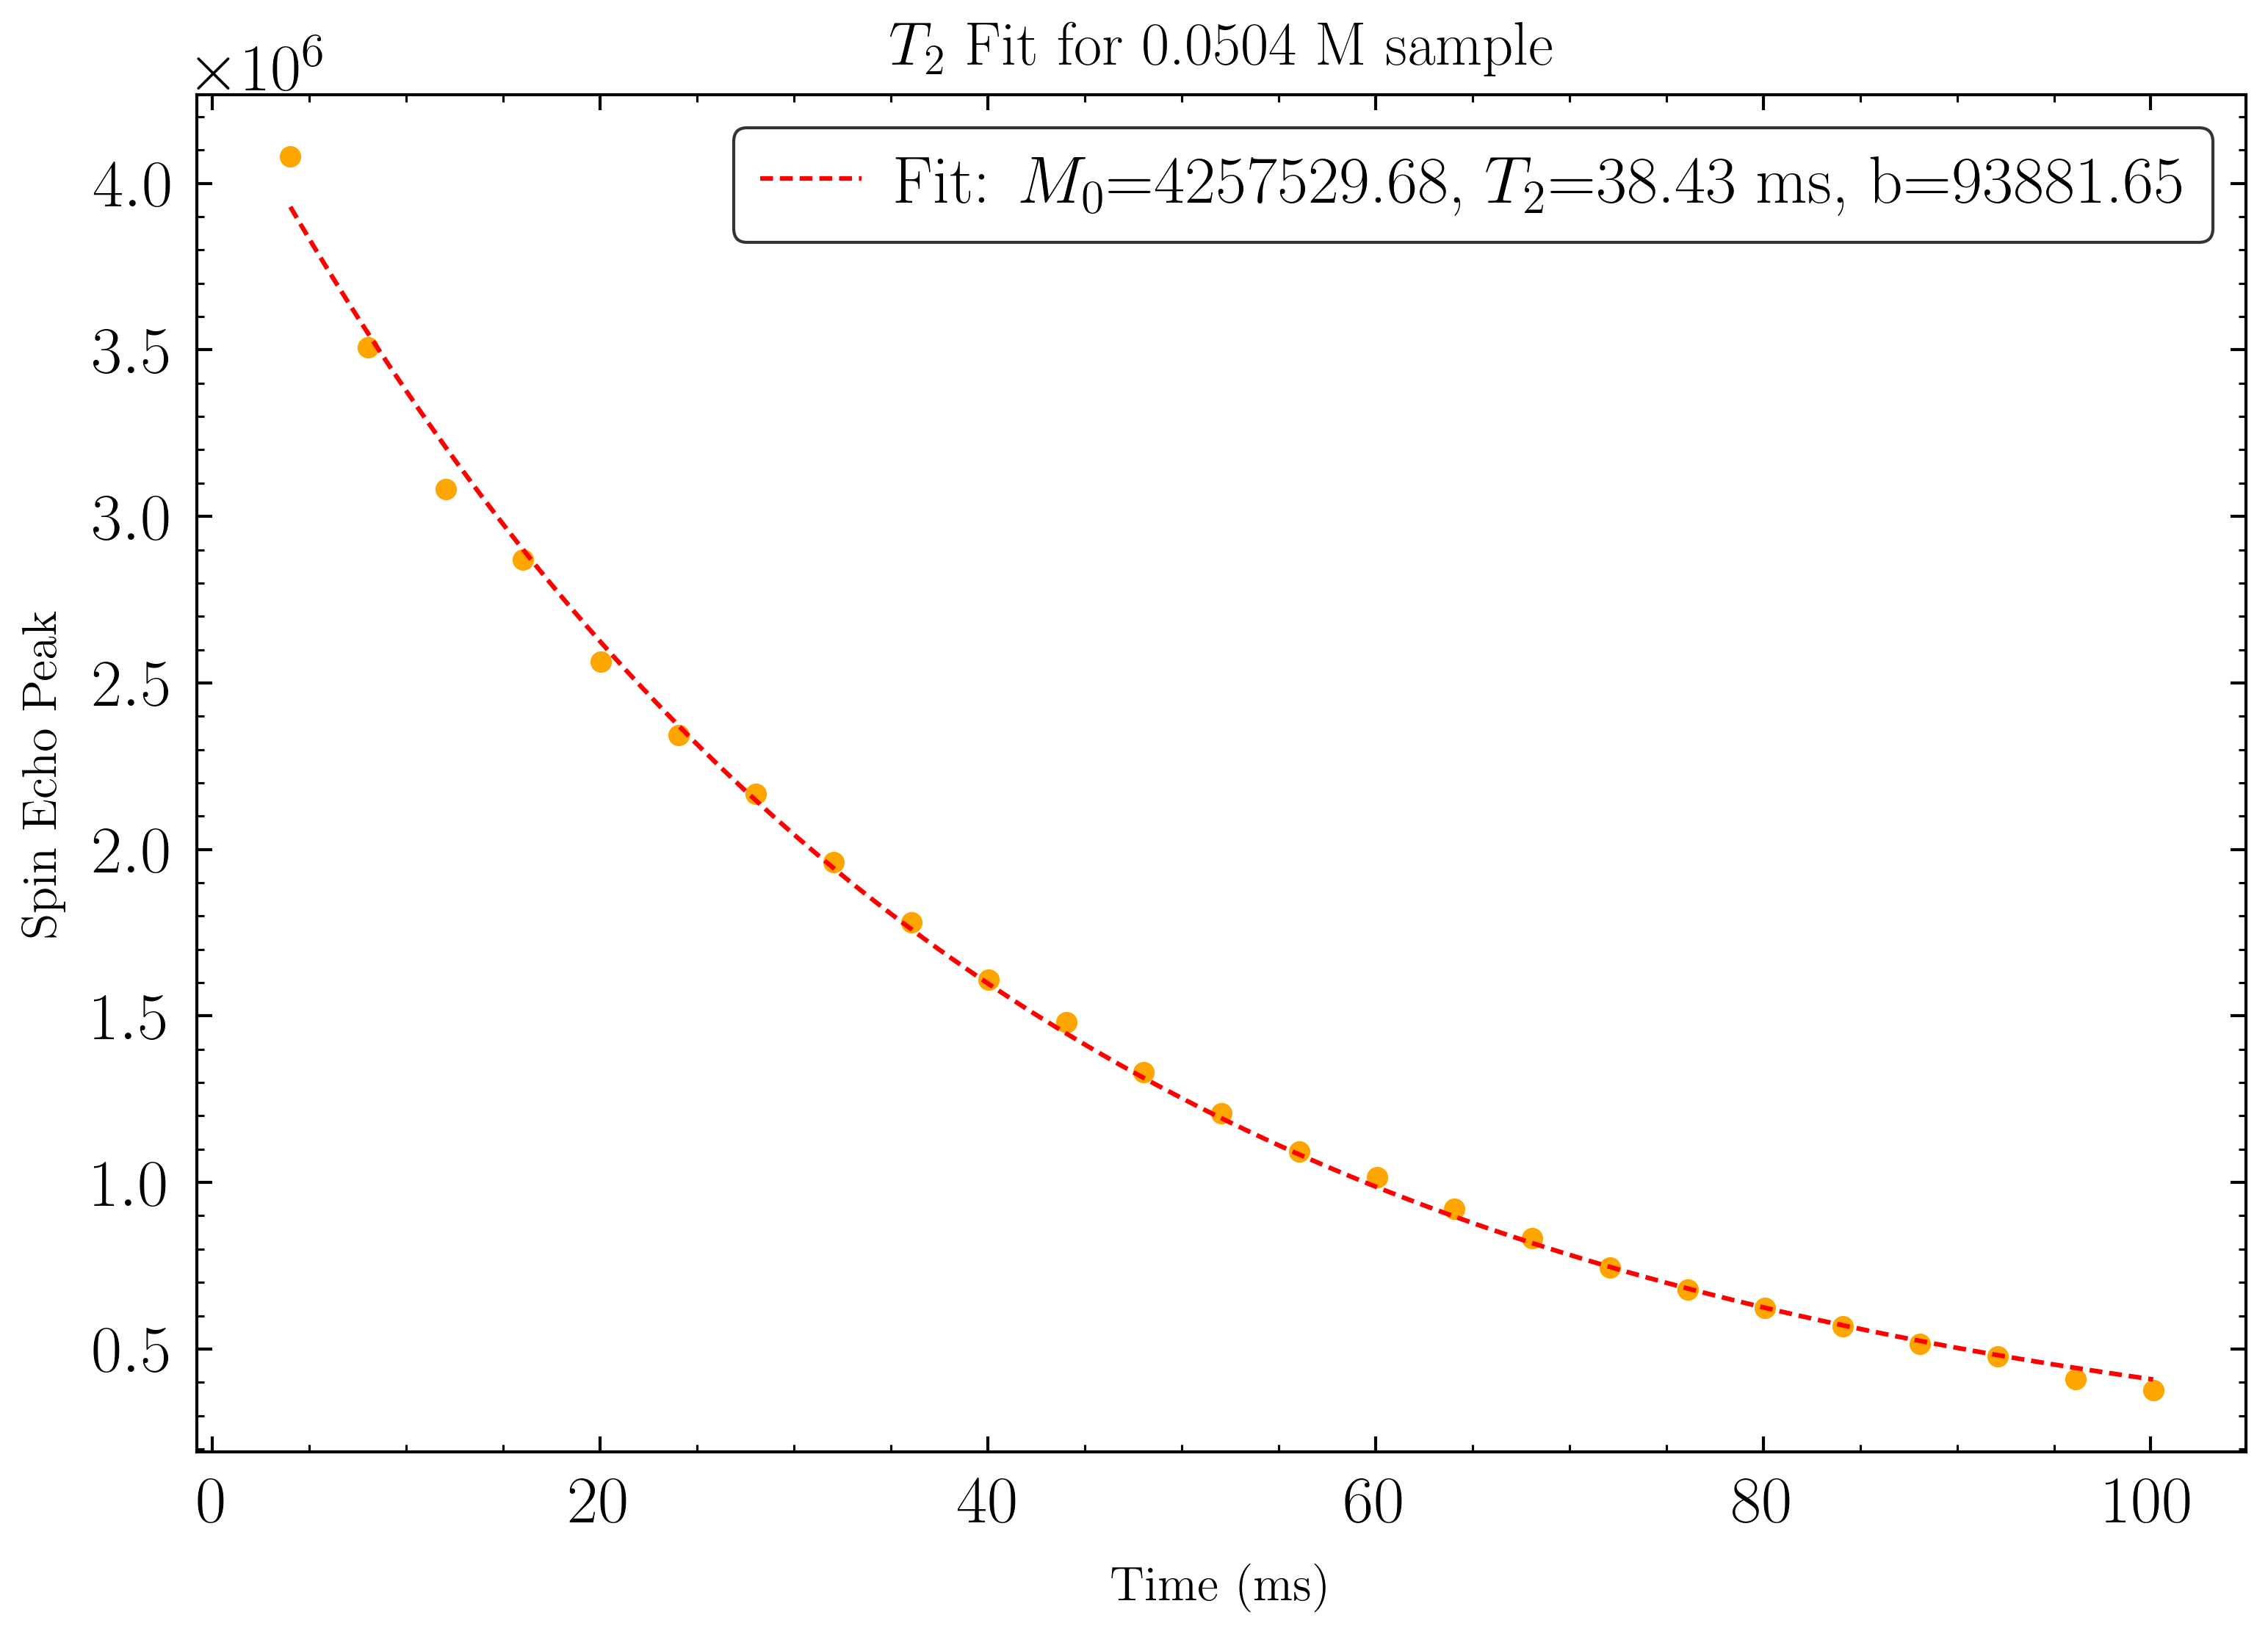 T₂ Fit for 0.0504 M sample
×10⁶
Fit: M₀=4257529.68, T₂=38.43 ms, b=93881.65
4.0
3.5
3.0
2.5
2.0
1.5
1.0
0.5
Spin Echo Peak
0 20 40 60 80 100
Time (ms)